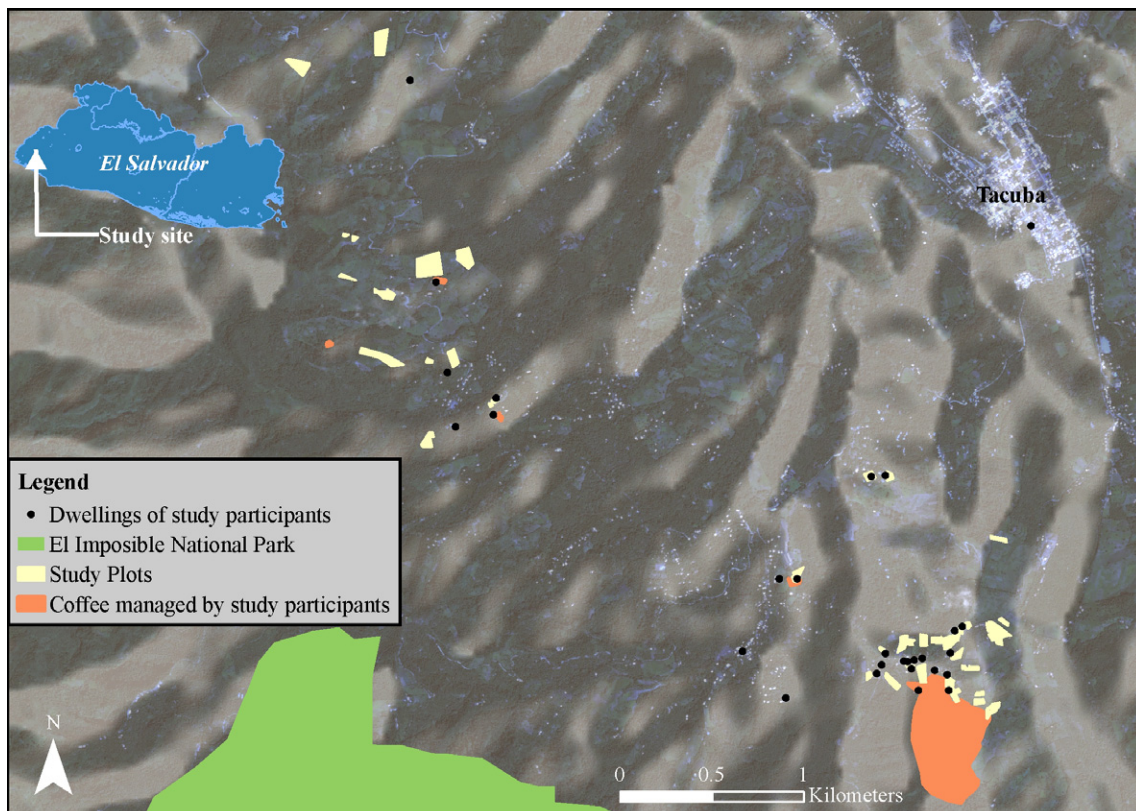 El Salvador
Tacuba
Study site
Legend
Dwellings of study participants
El Imposible National Park
Study Plots
Coffee managed by study participants
N
0 0.5 1
Kilometers